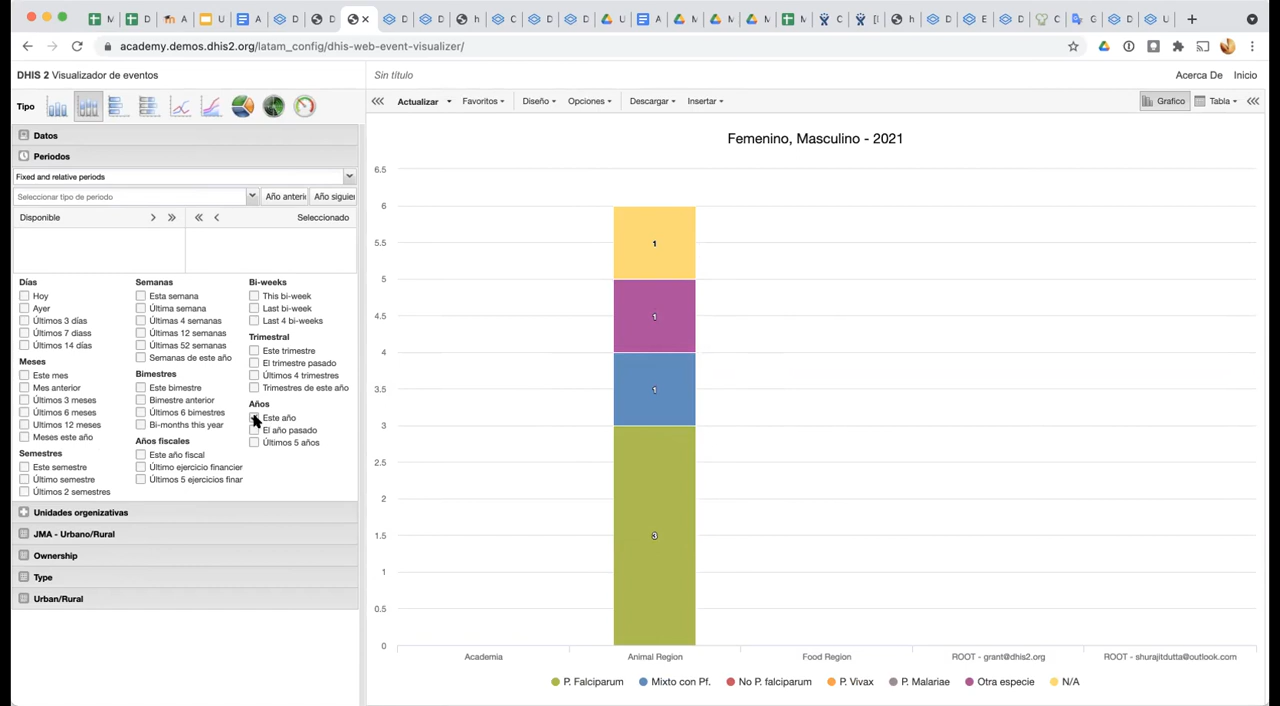 M
D
A
U
A
D
D
D
D
h
C
D
D
U
A
M
M
M
M
D
[
h
D
E
D
C
G
D
U
academy.demos.dhis2.org/latam_config/dhis-web-event-visualizer/
DHIS 2 Visualizador de eventos
Sin título
Acerca De Inicio
Tipo
Actualizar Favoritos Diseño Opciones Descargar Insertar Grafico Tabla
Datos
Periodos
Fixed and relative periods
Seleccionar tipo de periodo Año anteri Año siguier
Disponible Seleccionado
Días
Hoy
Ayer
Últimos 3 días
Últimos 7 diass
Últimos 14 días
Meses
Este mes
Mes anterior
Últimos 3 meses
Últimos 6 meses
Ultimos 12 meses
Meses este año
Semestres
Este semestre
Último semestre
Últimos 2 semestres
Semanas
Esta semana
Última semana
Últimas 4 semanas
Últimas 12 semanas
Últimas 52 semanas
Semanas de este año
Bimestres
Este bimestre
Bimestre anterior
Últimos 6 bimestres
Bi-months this year
Años fiscales
Este año fiscal
Último ejercicio financier
Últimos 5 ejercicios finar
Bi-weeks
This bi-week
Last bi-week
Last 4 bi-weeks
Trimestral
Este trimestre
El trimestre pasado
Últimos 4 trimestres
Trimestres de este año
Años
Este año
El año pasado
Últimos 5 años
Unidades organizativas
JMA - Urbano/Rural
Ownership
Type
Urban/Rural
Femenino, Masculino - 2021
6.5
6
5.5
5
4.5
4
3.5
3
2.5
2
1.5
1
0.5
0
1
1
1
3
Academia Animal Region Food Region ROOT - grant@dhis2.org ROOT - shurajitdutta@outlook.com
P. Falciparum Mixto con Pf. No P. falciparum P. Vivax P. Malariae Otra especie N/A